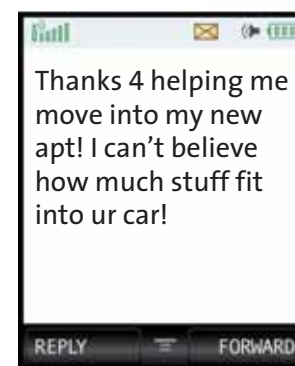 Thanks 4 helping me
move into my new
apt! I can’t believe
how much stuff fit
into ur car!
REPLY FORWARD